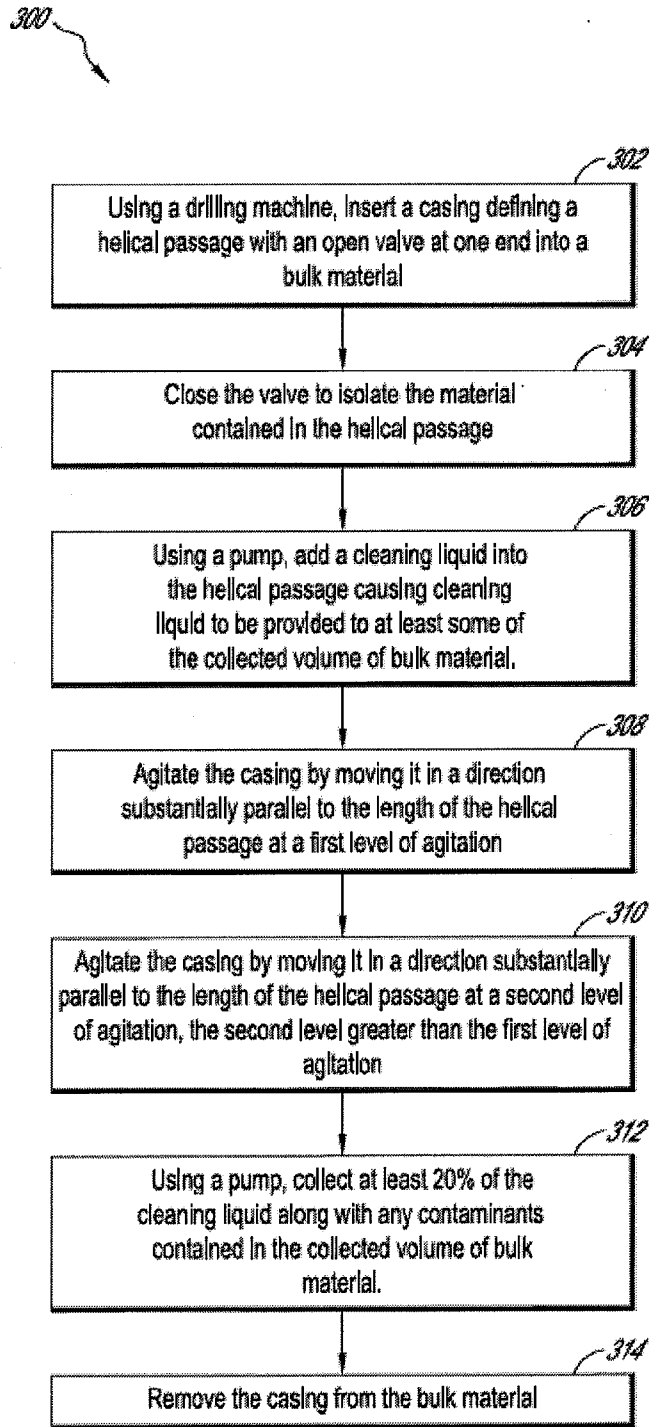 300
302
Using a drilling machine, insert a casing defining a
helical passage with an open valve at one end into a
bulk material
304
Close the valve to isolate the material
contained in the helical passage
306
Using a pump, add a cleaning liquid into
the helical passage causing cleaning
liquid to be provided to at least some of
the collected volume of bulk material.
308
Agitate the casing by moving it in a direction
substantially parallel to the length of the helical
passage at a first level of agitation
310
Agitate the casing by moving it in a direction substantially
parallel to the length of the helical passage at a second level
of agitation, the second level greater than the first level of
agitation
312
Using a pump, collect at least 20% of the
cleaning liquid along with any contaminants
contained in the collected volume of bulk
material.
314
Remove the casing from the bulk material